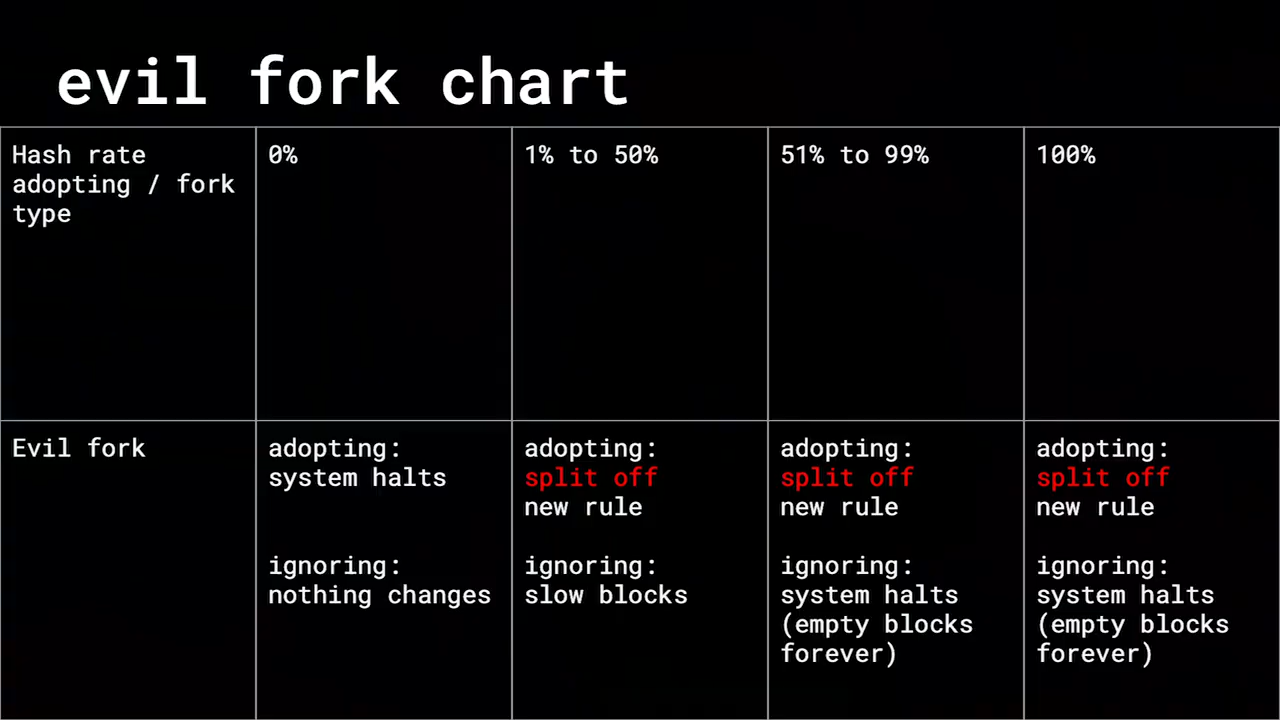 evil fork chart
Hash rate
adopting / fork
type
0%
1% to 50%
51% to 99%
100%
Evil fork
adopting:
system halts
ignoring:
nothing changes
adopting:
split off
new rule
ignoring:
slow blocks
adopting:
split off
new rule
ignoring:
system halts
(empty blocks
forever)
adopting:
split off
new rule
ignoring:
system halts
(empty blocks
forever)